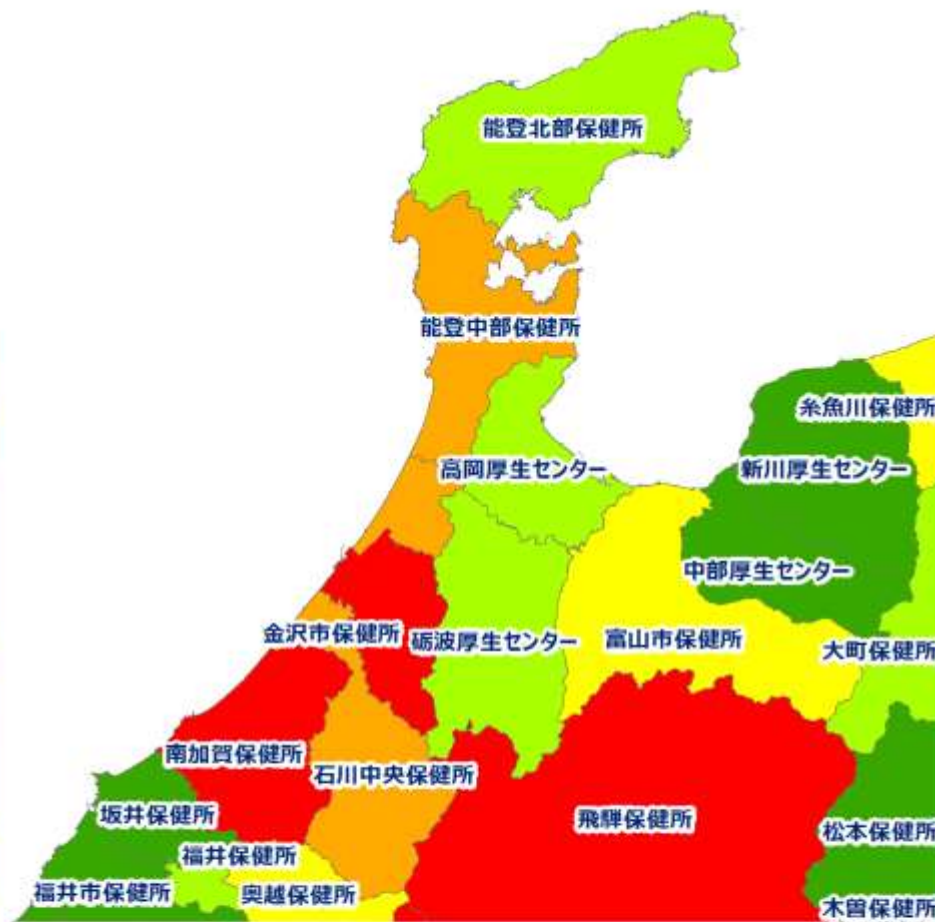 能登北部保健所
能登中部保健所
糸魚川保健所
高岡厚生センター
新川厚生センター
中部厚生センター
金沢市保健所
砺波厚生センター
富山市保健所
大町保健所
南加賀保健所
石川中央保健所
坂井保健所
飛騨保健所
松本保健所
福井保健所
福井市保健所
奥越保健所
木曽保健所